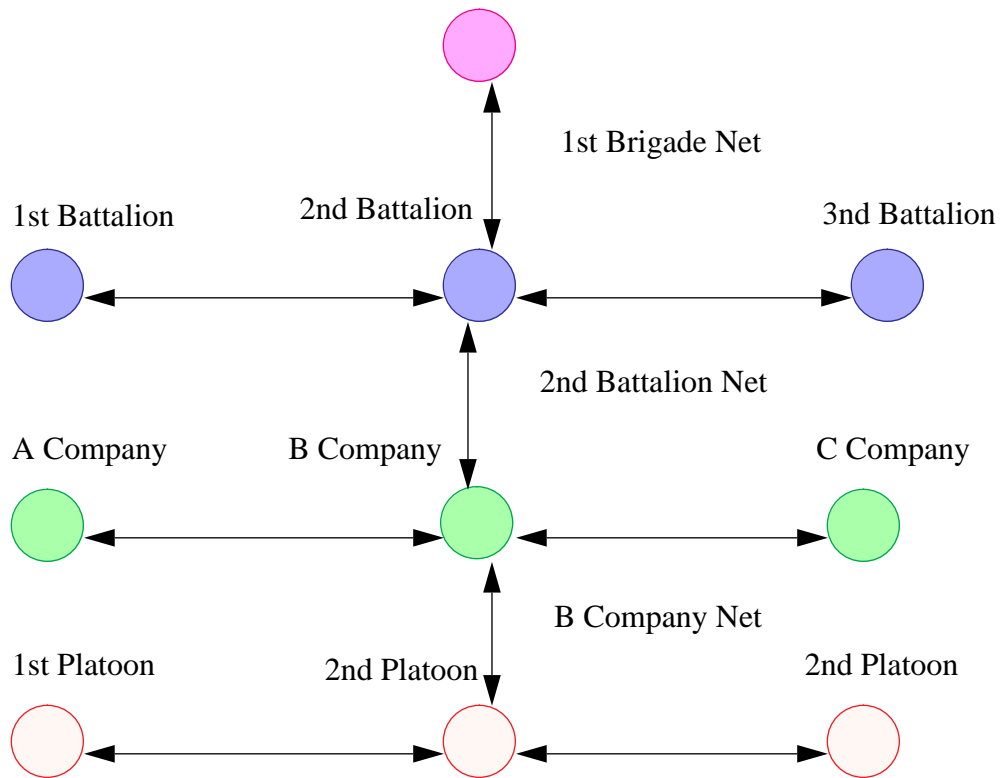 1st Brigade Net
1st Battalion
2nd Battalion
3nd Battalion
2nd Battalion Net
A Company
B Company
C Company
B Company Net
1st Platoon
2nd Platoon
2nd Platoon